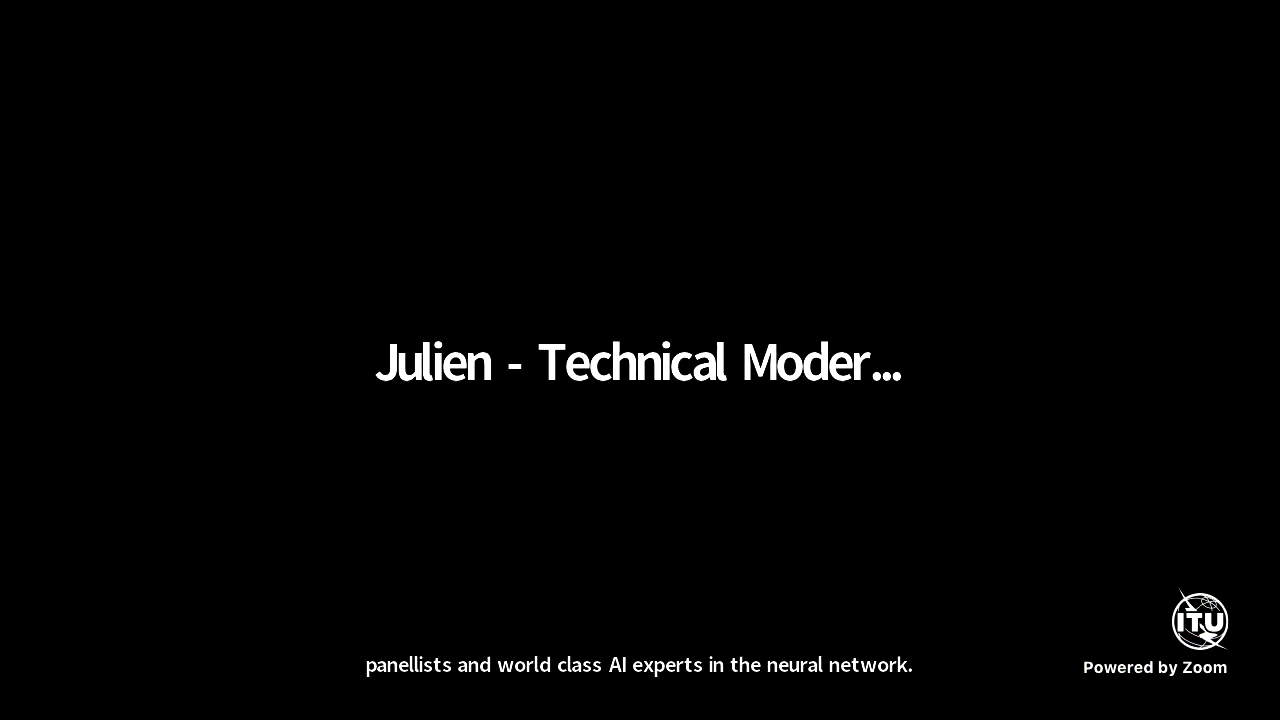 Julien - Technical Moder...
ITU
panellists and world class AI experts in the neural network.
Powered by Zoom